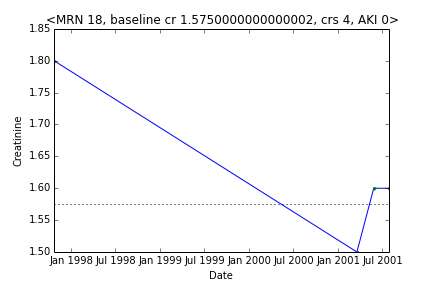 <MRN 18, baseline cr 1.5750000000000002, crs 4, AKI 0>
1.85
1.80
1.75
1.70
1.65
1.60
1.55
1.50
Creatinine
Jan 1998 Jul 1998 Jan 1999 Jul 1999 Jan 2000 Jul 2000 Jan 2001 Jul 2001
Date